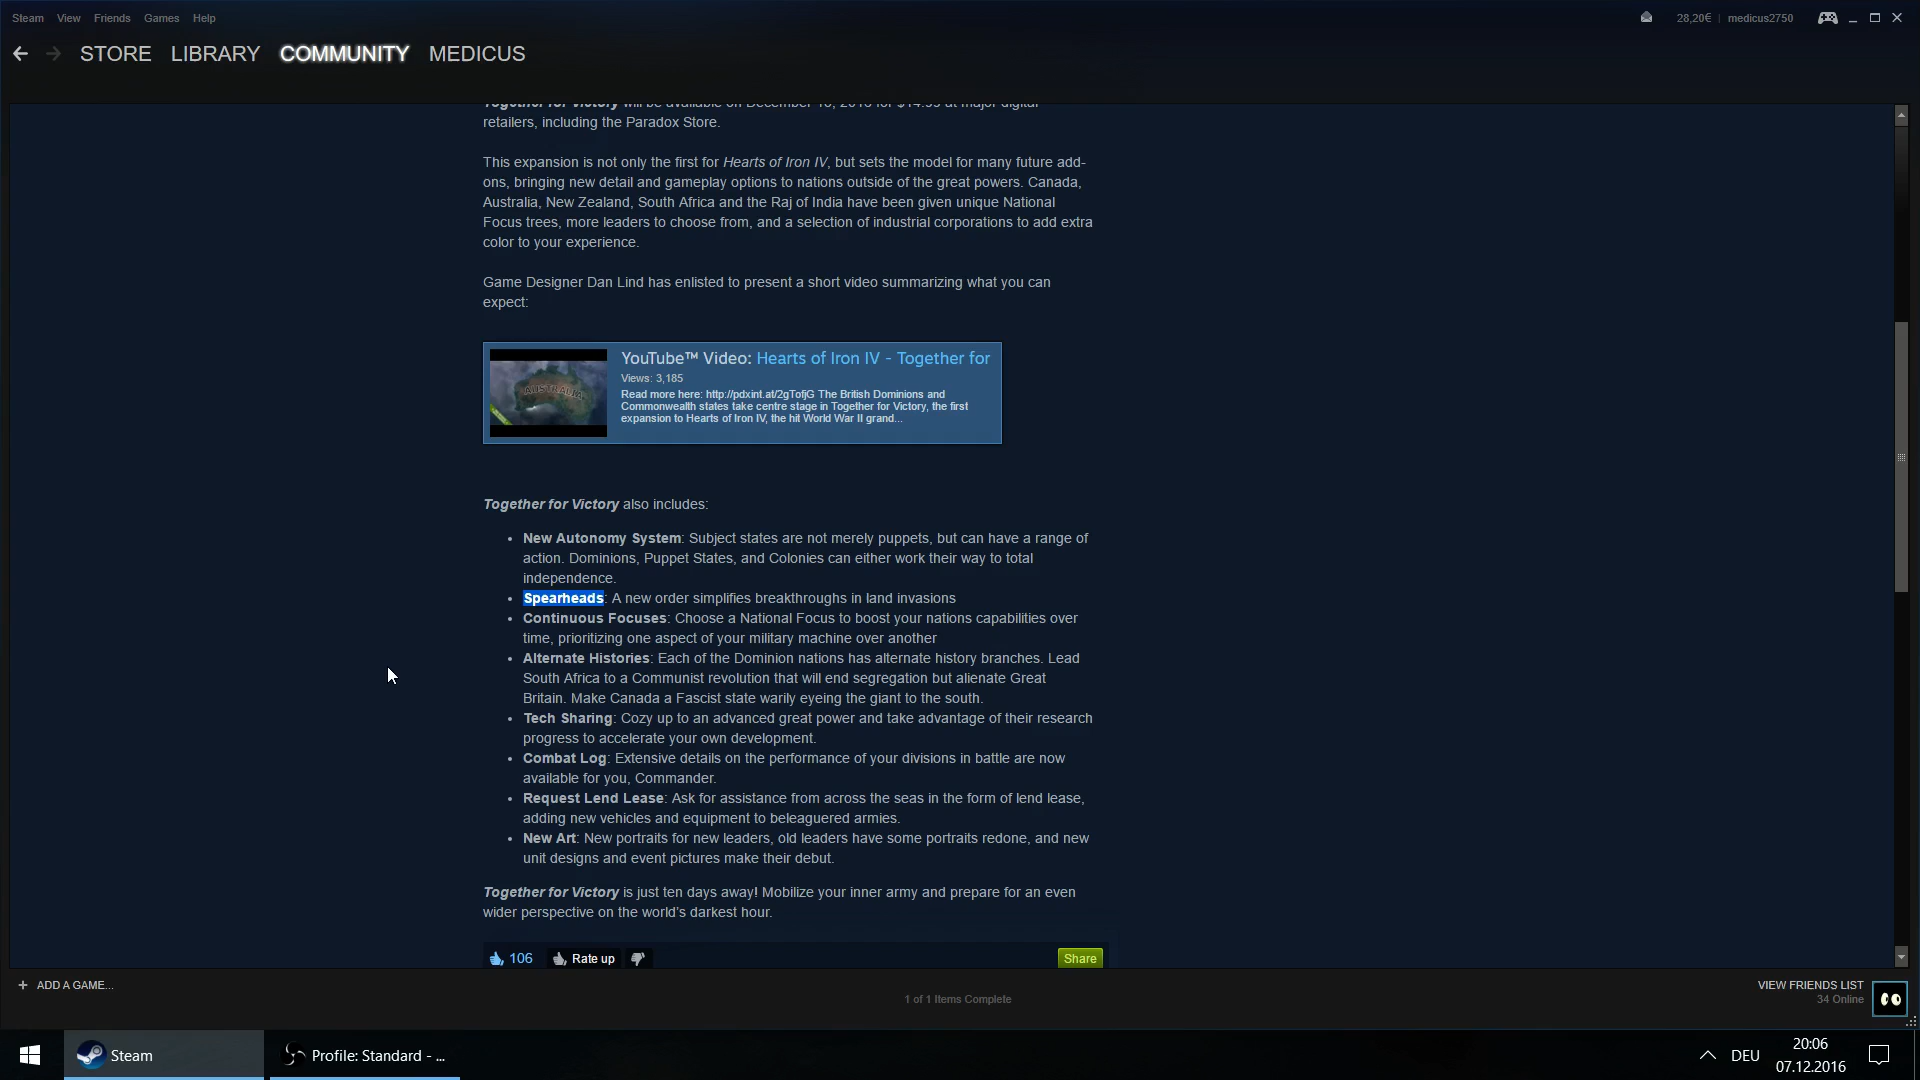 Steam View Friends Games Help
28,20€ | medicus2750
STORE LIBRARY COMMUNITY MEDICUS
Together for Victory will be available on December 15, 2016 for $14.99 at major digital
retailers, including the Paradox Store.
This expansion is not only the first for Hearts of Iron IV, but sets the model for many future add-
ons, bringing new detail and gameplay options to nations outside of the great powers. Canada,
Australia, New Zealand, South Africa and the Raj of India have been given unique National
Focus trees, more leaders to choose from, and a selection of industrial corporations to add extra
color to your experience.
Game Designer Dan Lind has enlisted to present a short video summarizing what you can
expect:
AUSTRALIA
YouTube™ Video: Hearts of Iron IV - Together for
Views: 3,185
Read more here: http://pdxint.at/2gTofjG The British Dominions and
Commonwealth states take centre stage in Together for Victory, the first
expansion to Hearts of Iron IV, the hit World War II grand...
Together for Victory also includes:
• New Autonomy System: Subject states are not merely puppets, but can have a range of
action. Dominions, Puppet States, and Colonies can either work their way to total
independence.
• Spearheads: A new order simplifies breakthroughs in land invasions
• Continuous Focuses: Choose a National Focus to boost your nations capabilities over
time, prioritizing one aspect of your military machine over another
• Alternate Histories: Each of the Dominion nations has alternate history branches. Lead
South Africa to a Communist revolution that will end segregation but alienate Great
Britain. Make Canada a Fascist state warily eyeing the giant to the south.
• Tech Sharing: Cozy up to an advanced great power and take advantage of their research
progress to accelerate your own development.
• Combat Log: Extensive details on the performance of your divisions in battle are now
available for you, Commander.
• Request Lend Lease: Ask for assistance from across the seas in the form of lend lease,
adding new vehicles and equipment to beleaguered armies.
• New Art: New portraits for new leaders, old leaders have some portraits redone, and new
unit designs and event pictures make their debut.
Together for Victory is just ten days away! Mobilize your inner army and prepare for an even
wider perspective on the world's darkest hour.
106 Rate up Share
+ ADD A GAME...
1 of 1 Items Complete
VIEW FRIENDS LIST
34 Online
Steam
Profile: Standard - ...
DEU
20:06
07.12.2016